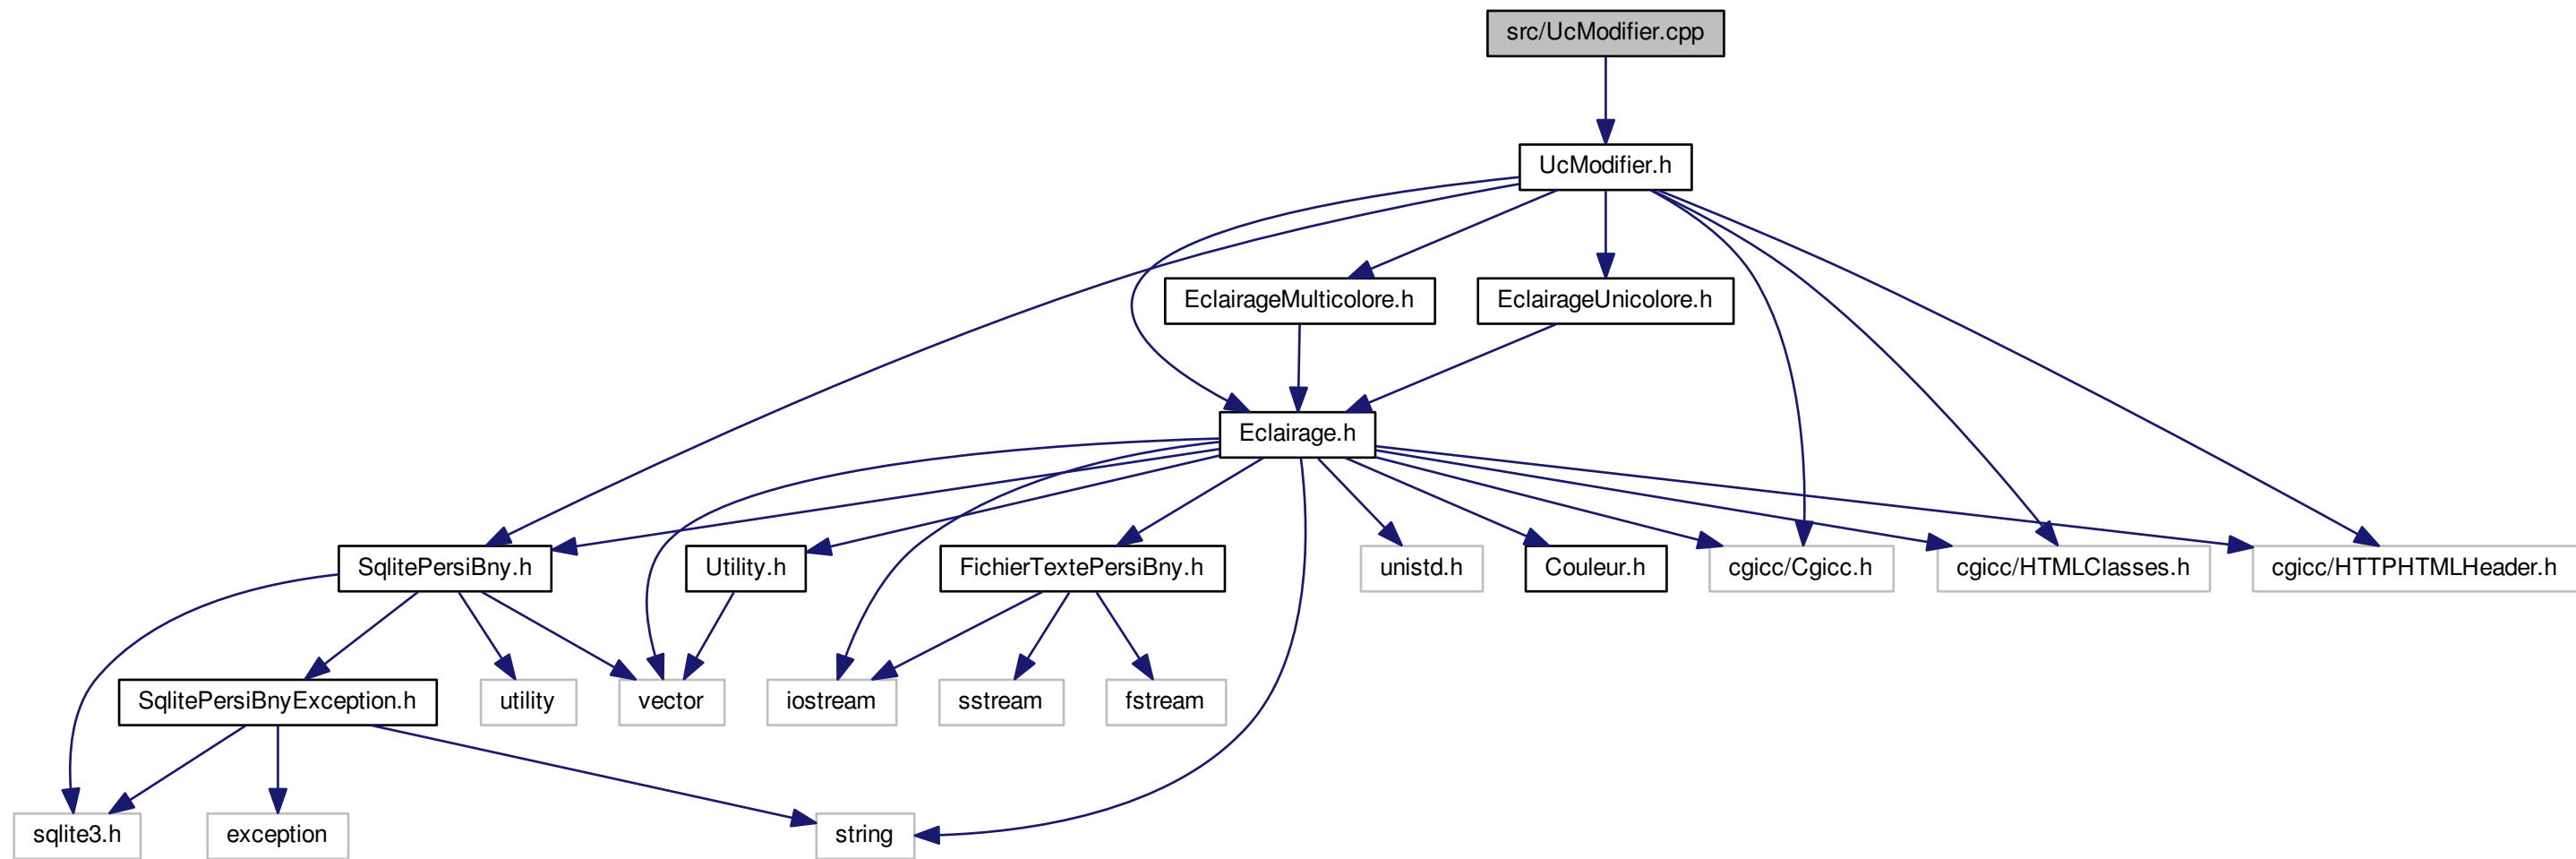 src/UcModifier.cpp
UcModifier.h
EclairageMulticolore.h
EclairageUnicolore.h
Eclairage.h
SqlitePersiBny.h
Utility.h
FichierTextePersiBny.h
unistd.h
Couleur.h
cgicc/Cgicc.h
cgicc/HTMLClasses.h
cgicc/HTTPHTMLHeader.h
SqlitePersiBnyException.h
utility
vector
iostream
sstream
fstream
sqlite3.h
exception
string